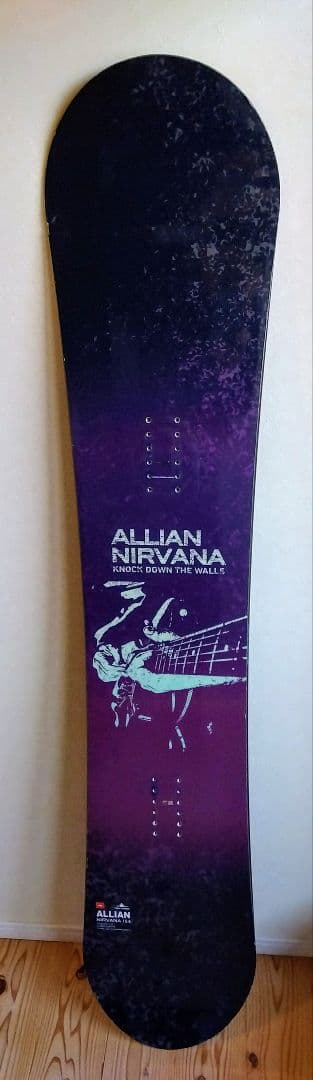 ALLIAN
NIRVANA
KNOCK DOWN THE WALLS
ALLIAN